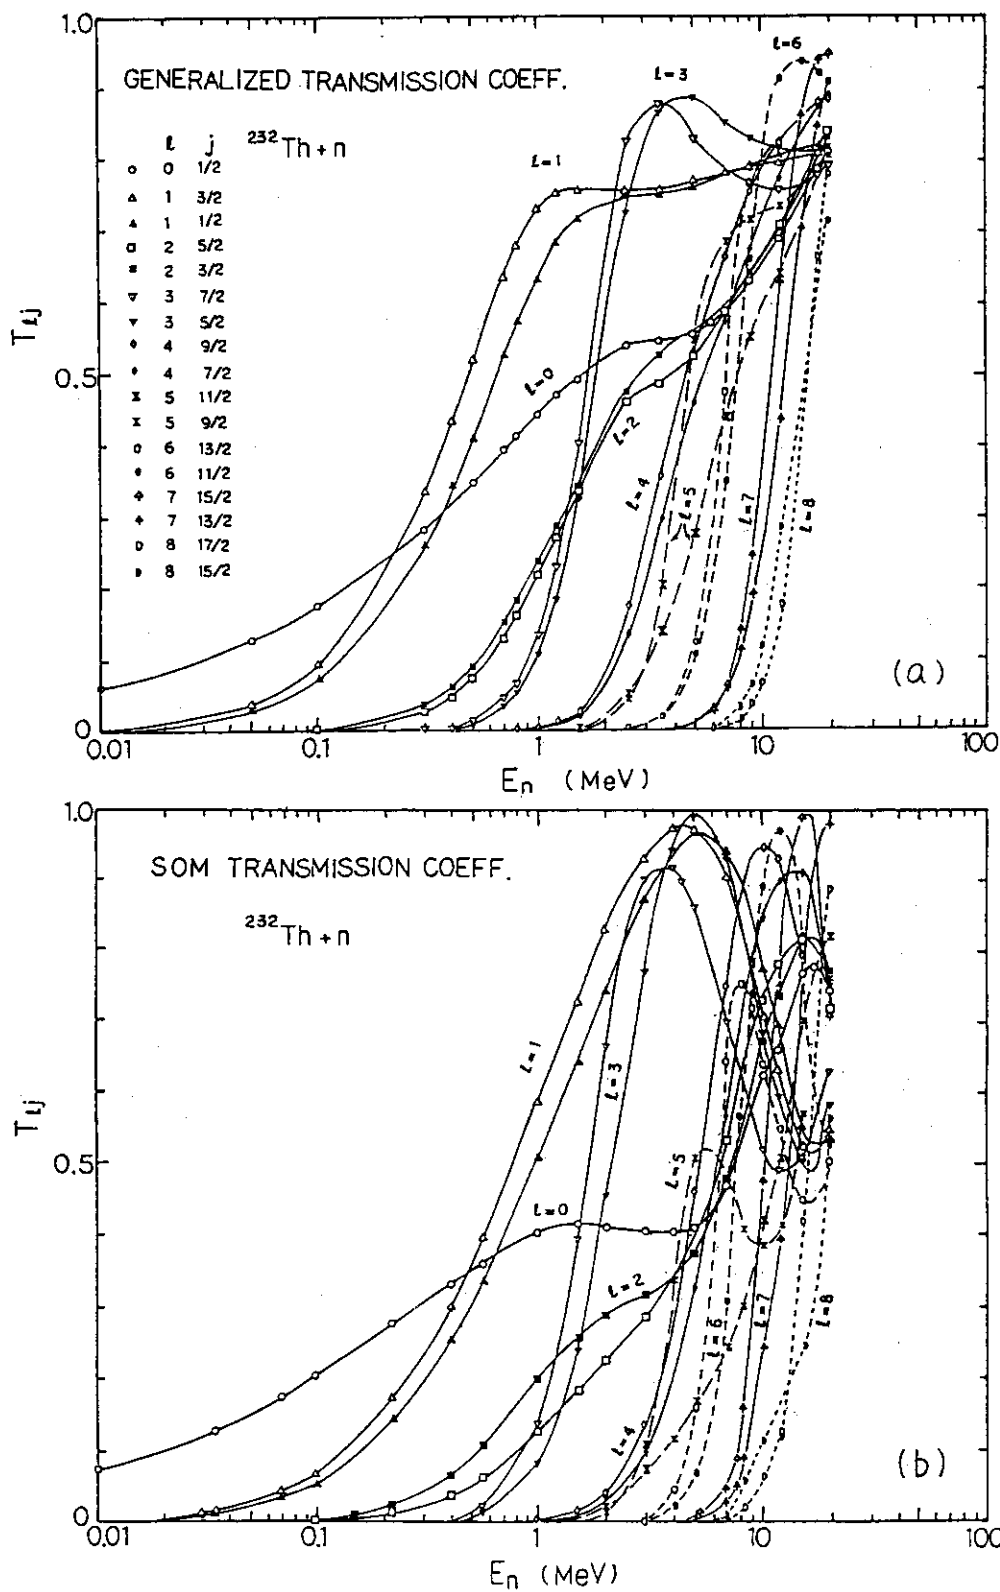 1.0
GENERALIZED TRANSMISSION COEFF.
²³²Th+n
ℓ j
0 1/2
1 3/2
1 1/2
2 5/2
2 3/2
3 7/2
3 5/2
4 9/2
4 7/2
5 11/2
5 9/2
6 13/2
6 11/2
7 15/2
7 13/2
8 17/2
8 15/2
ℓ=6
ℓ=3
ℓ=1
Tℓj
0.5
ℓ=0
ℓ=2
ℓ=4
ℓ=5
ℓ=7
ℓ=8
(a)
0
0.01 0.1 1 10 100
En (MeV)
1.0
SOM TRANSMISSION COEFF.
²³²Th+n
ℓ=1
ℓ=3
Tℓj
0.5
ℓ=5
ℓ=0
ℓ=2
ℓ=6
ℓ=7
ℓ=8
ℓ=4
(b)
0
0.01 0.1 1 10 100
En (MeV)